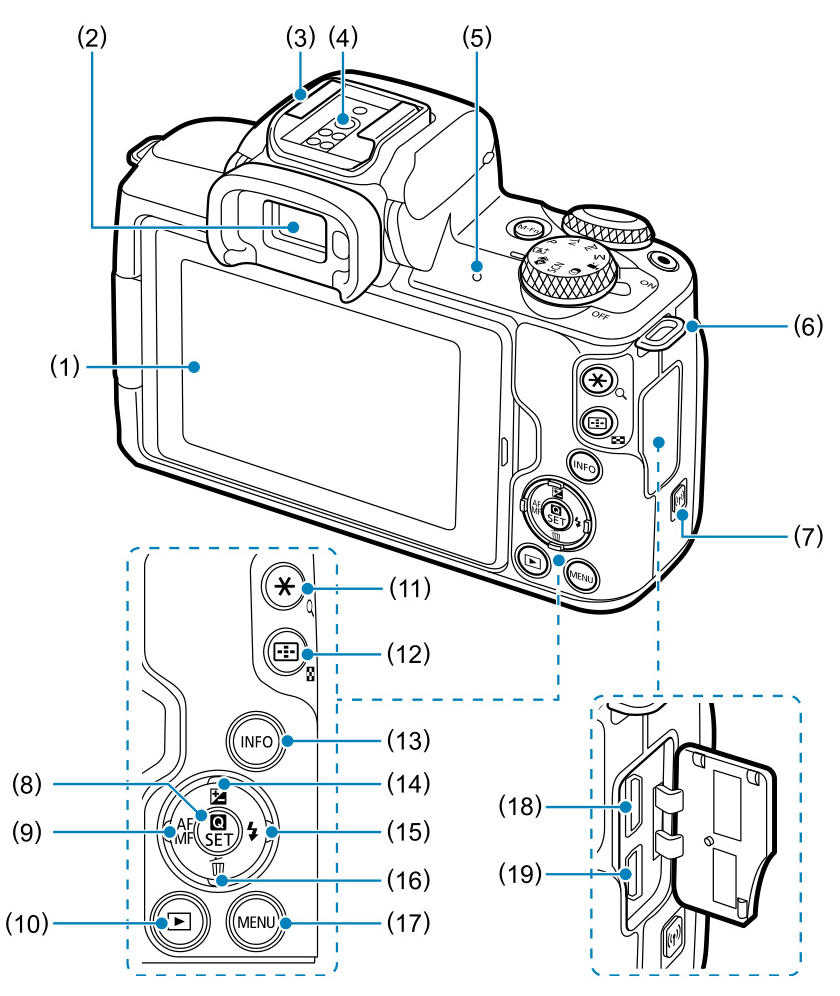 (2)
(3)
(4)
(5)
M-Fn
P
SCN
ON
OFF
(6)
(1)
INFO
AF
MF
Q
SET
(7)
MENU
(11)
(12)
INFO
(13)
(8)
(14)
(18)
(9)
AF
MF
Q
SET
(15)
(16)
(19)
(10)
MENU
(17)